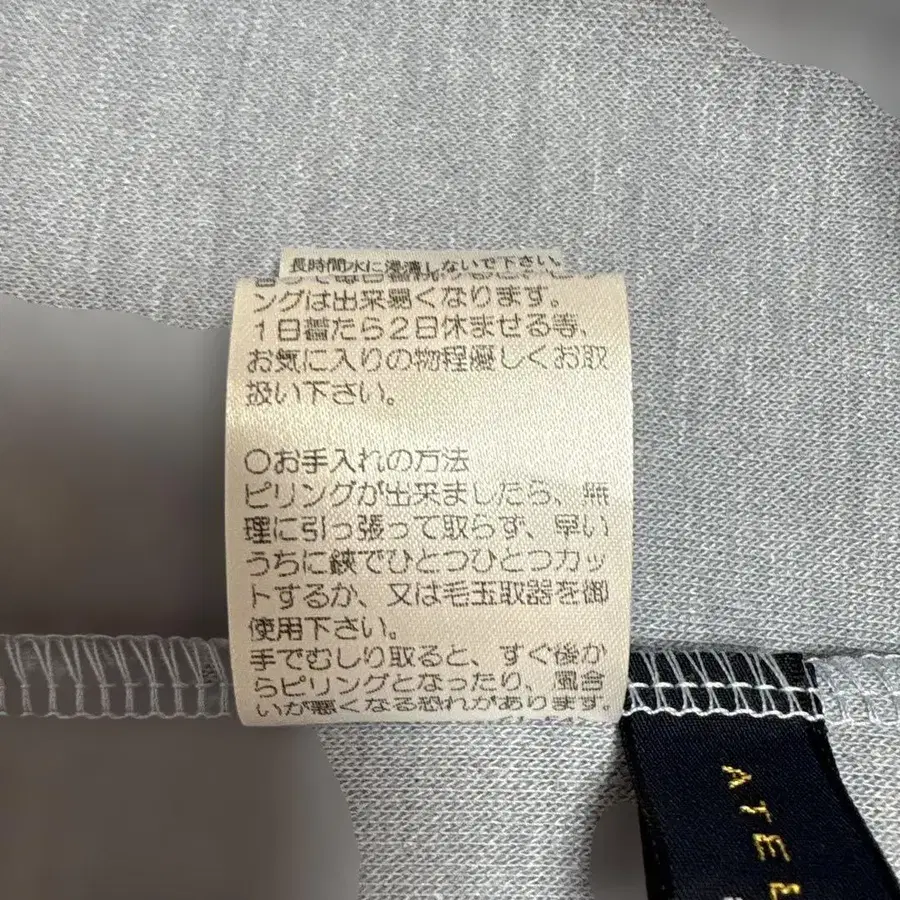 長時間水に浸漬しないで下さい。
ングは出来易くなります。
1日着たら2日休ませる等、
お気に入りの物程優しくお取
扱い下さい。
○お手入れの方法
ピリングが出来ましたら、無
理に引っ張って取らず、早い
うちに鋏でひとつひとつカッ
トするか、又は毛玉取器を御
使用下さい。
手でむしり取ると、すぐ後か
らピリングとなったり、風合
いが悪くなる恐れがあります。